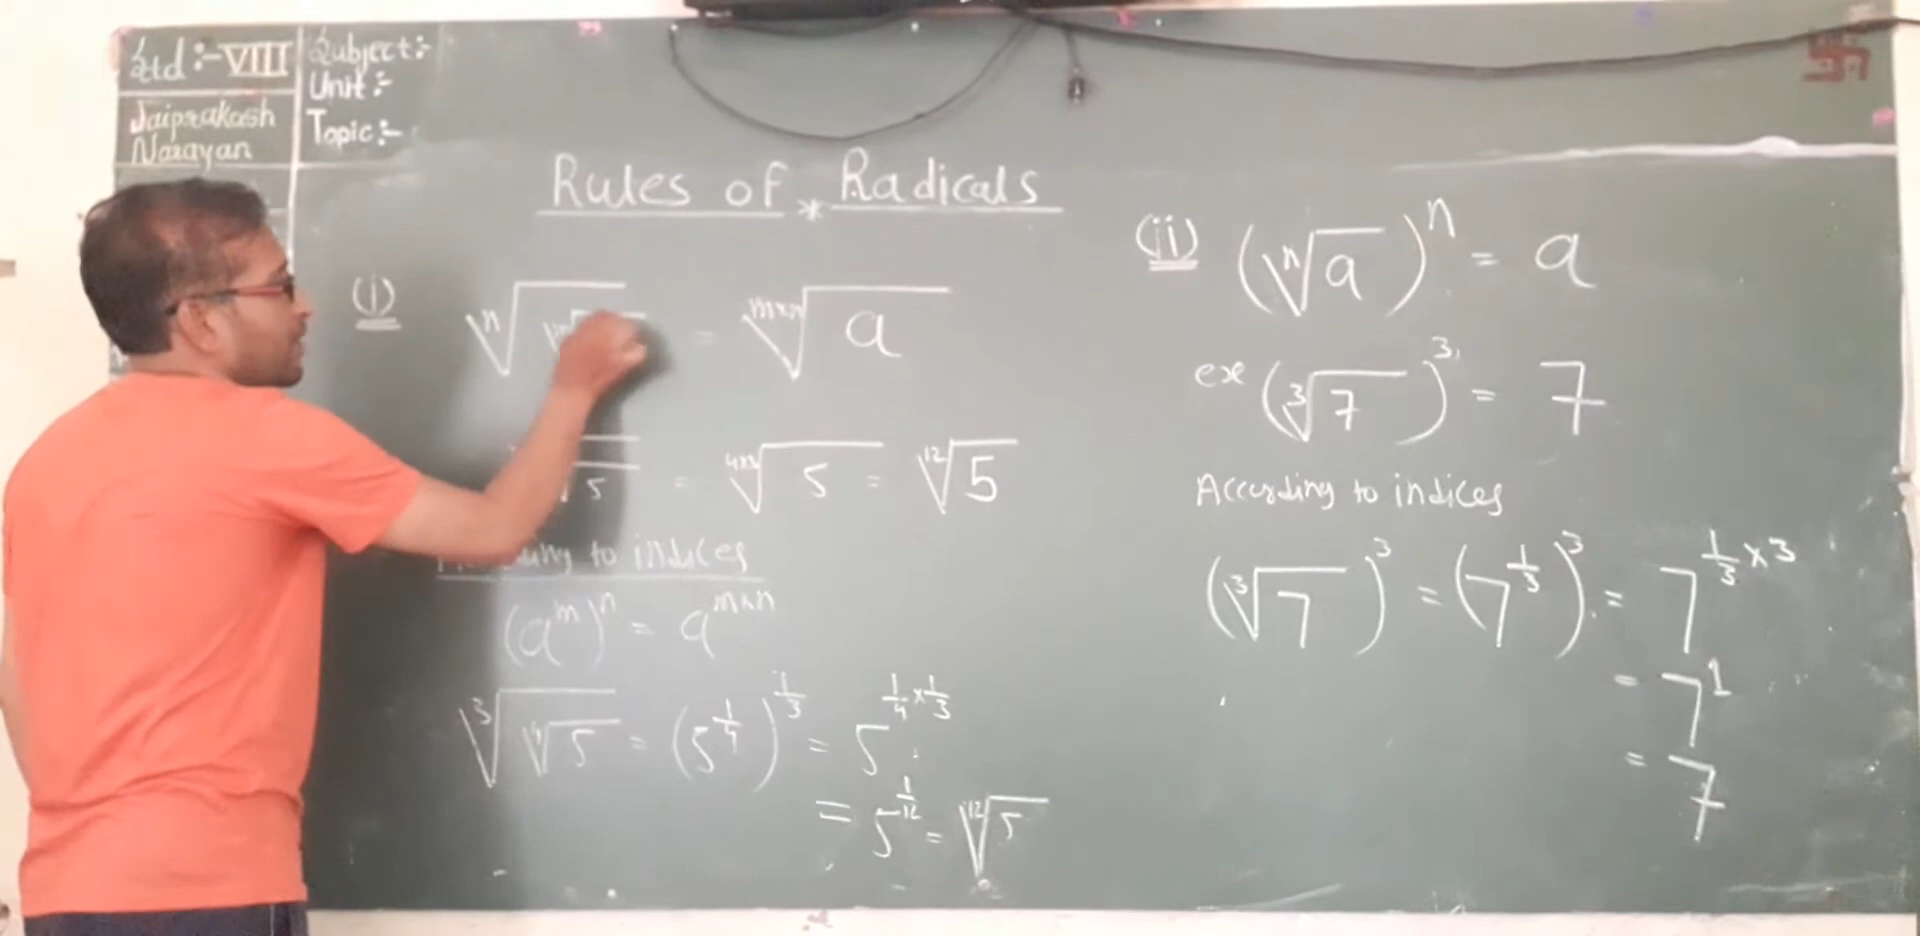 Std :- VIII
Jaiprakash
Narayan
Subject:-
Unit :-
Topic:-
Rules of * Radicals
(i)
ⁿ√ ᵐ√ = ᵐˣⁿ√a
√5 = ⁴ˣ³√5 = ¹²√5
to indices
(aᵐ)ⁿ = aᵐˣⁿ
³√⁴√5 = (5^1/4)^1/3 = 5^1/4 × 1/3
= 5^1/12 = ¹²√5
(ii) (ⁿ√a)ⁿ = a
exe (³√7)³ = 7
According to indices
(³√7)³ = (7^1/3)³ = 7^1/3 × 3
= 7¹
= 7